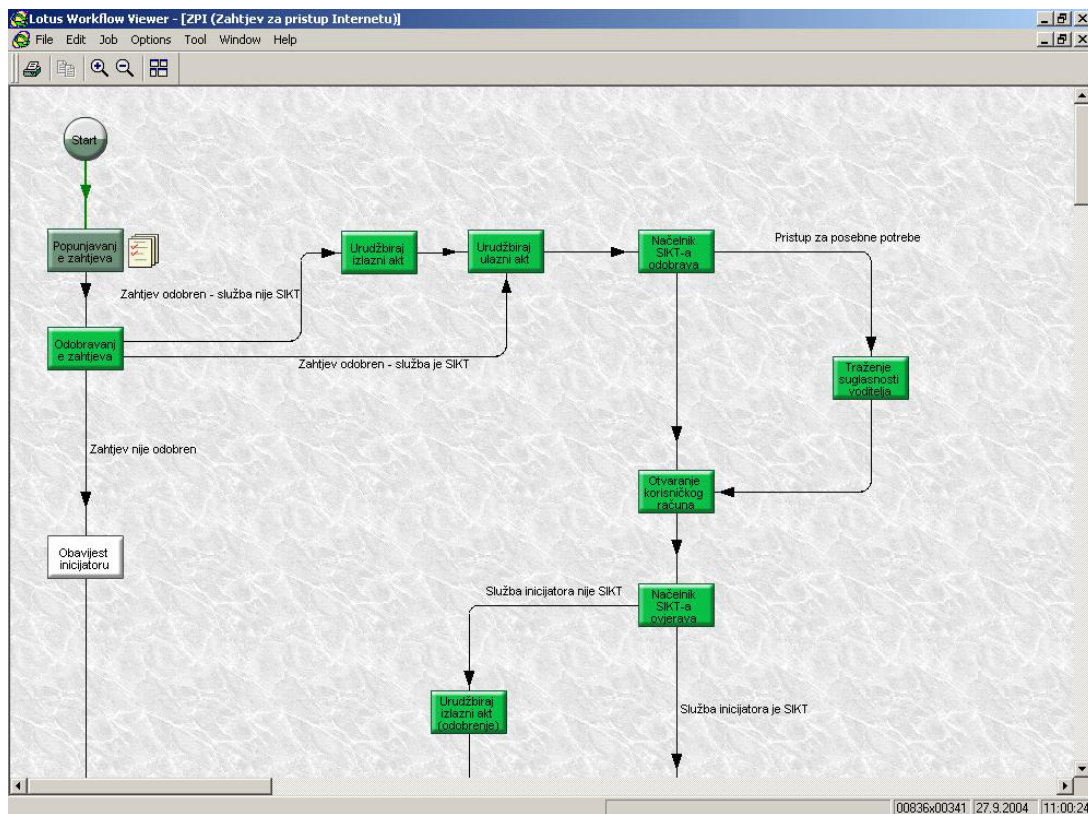 Lotus Workflow Viewer - [ZPI (Zahtjev za pristup Internetu)]
File Edit Job Options Tool Window Help
Start
Popunjavanj
e zahtjeva
Urudžbiraj
izlazni akt
Urudžbiraj
ulazni akt
Načelnik
SIKT-a
odobrava
Pristup za posebne potrebe
Zahtjev odobren - služba nije SIKT
Odobravanj
e zahtjeva
Zahtjev odobren - služba je SIKT
Traženje
suglasnosti
voditelja
Zahtjev nije odobren
Otvaranje
korisničkog
računa
Obavijest
inicijatoru
Služba inicijatora nije SIKT
Načelnik
SIKT-a
ovjerava
Urudžbiraj
izlazni akt
(odobrenje)
Služba inicijatora je SIKT
00836x00341 27.9.2004 11:00:24